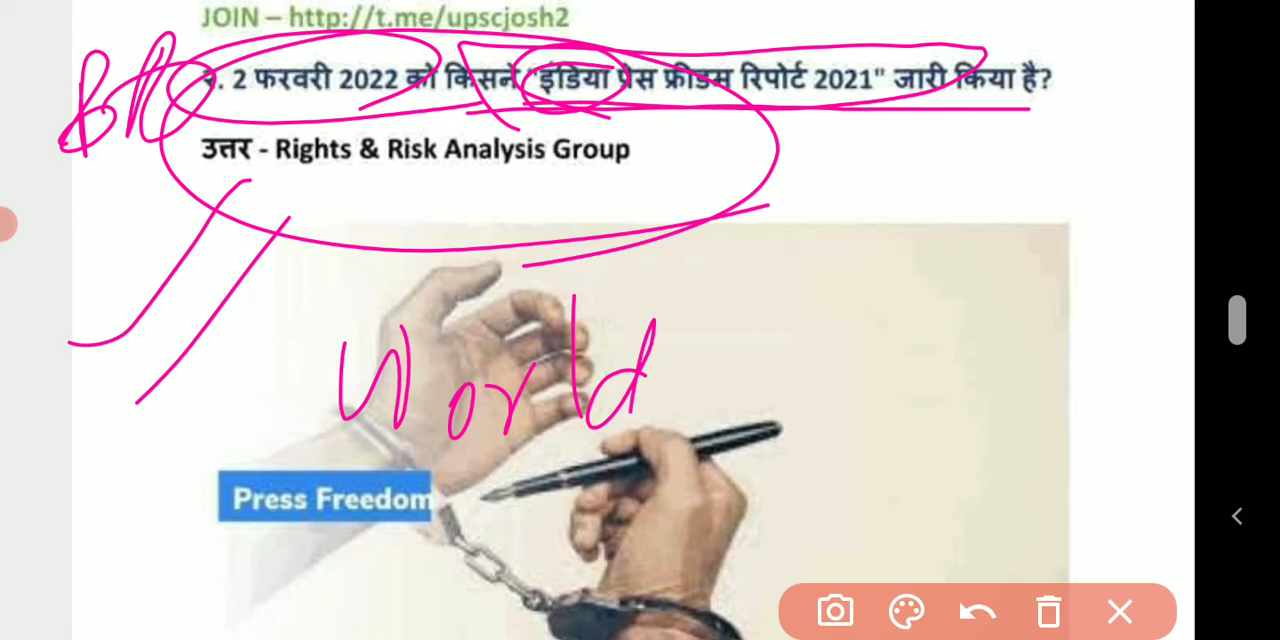 JOIN – http://t.me/upscjosh2
2 फरवरी 2022 को किसने "इंडिया प्रेस फ्रीडम रिपोर्ट 2021" जारी किया है?
उत्तर - Rights & Risk Analysis Group
World
Press Freedom